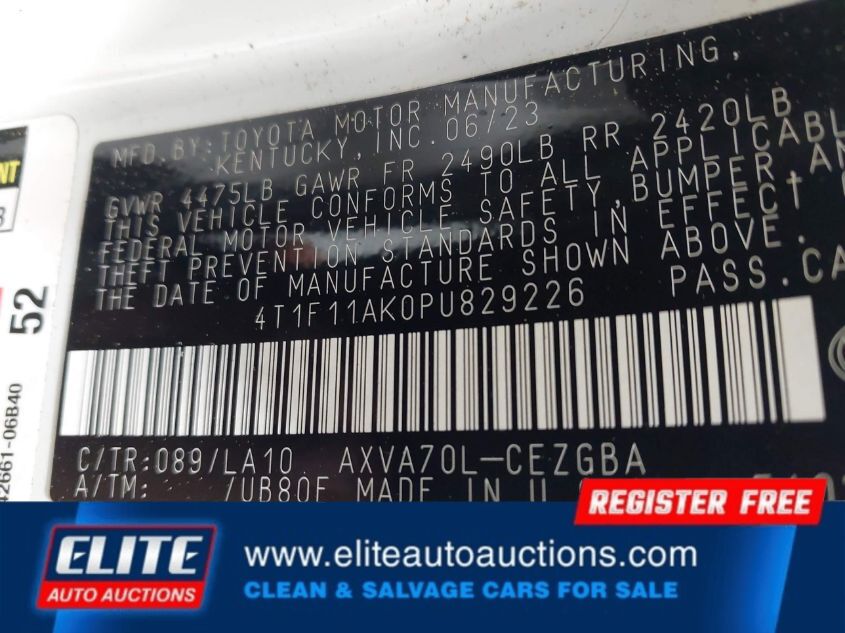 MFD. BY: TOYOTA MOTOR MANUFACTURING,
KENTUCKY, INC. 06/23
GVWR 4475LB GAWR FR 2490LB RR 2420LB
THIS VEHICLE CONFORMS TO ALL APPLICABL
FEDERAL MOTOR VEHICLE SAFETY, BUMPER, AN
THEFT PREVENTION STANDARDS IN EFFECT
THE DATE OF MANUFACTURE SHOWN ABOVE.
4T1F11AK0PU829226 PASS.CA
C/TR:089/LA10 AXVA70L-CEZGBA
A/TM: /UB80F MADE IN U
52
42661-06B40
REGISTER FREE
ELITE
AUTO AUCTIONS
www.eliteautoauctions.com
CLEAN & SALVAGE CARS FOR SALE